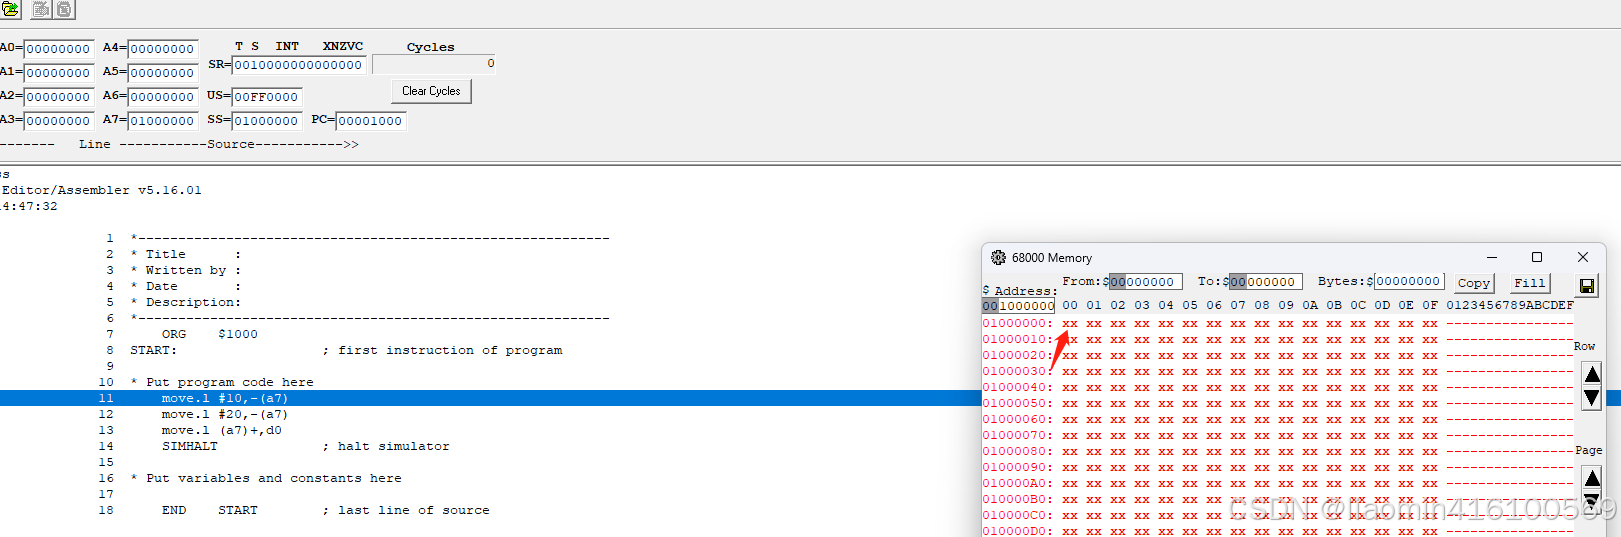 T S INT XNZVC Cycles
A0=00000000 A4=00000000 SR=0010000000000000 0
A1=00000000 A5=00000000 Clear Cycles
A2=00000000 A6=00000000 US=00FF0000
A3=00000000 A7=01000000 SS=01000000 PC=00001000
------- Line -----------Source----------->>
ss
Editor/Assembler v5.16.01
4:47:32
1 *-----------------------------------------------------------
2 * Title :
3 * Written by :
4 * Date :
5 * Description:
6 *-----------------------------------------------------------
7 ORG $1000
8 START: ; first instruction of program
9
10 * Put program code here
11 move.l #10,-(a7)
12 move.l #20,-(a7)
13 move.l (a7)+,d0
14 SIMHALT ; halt simulator
15
16 * Put variables and constants here
17
18 END START ; last line of source
68000 Memory
From:$00000000 To:$00000000 Bytes:$00000000 Copy Fill
$ Address:
001000000 00 01 02 03 04 05 06 07 08 09 0A 0B 0C 0D 0E 0F 0123456789ABCDEF
01000000: xx xx xx xx xx xx xx xx xx xx xx xx xx xx xx xx ----------------
01000010: xx xx xx xx xx xx xx xx xx xx xx xx xx xx xx xx ----------------
01000020: xx xx xx xx xx xx xx xx xx xx xx xx xx xx xx xx ----------------
01000030: xx xx xx xx xx xx xx xx xx xx xx xx xx xx xx xx ----------------
01000040: xx xx xx xx xx xx xx xx xx xx xx xx xx xx xx xx ----------------
01000050: xx xx xx xx xx xx xx xx xx xx xx xx xx xx xx xx ----------------
01000060: xx xx xx xx xx xx xx xx xx xx xx xx xx xx xx xx ----------------
01000070: xx xx xx xx xx xx xx xx xx xx xx xx xx xx xx xx ----------------
01000080: xx xx xx xx xx xx xx xx xx xx xx xx xx xx xx xx ----------------
01000090: xx xx xx xx xx xx xx xx xx xx xx xx xx xx xx xx ----------------
010000A0: xx xx xx xx xx xx xx xx xx xx xx xx xx xx xx xx ----------------
010000B0: xx xx xx xx xx xx xx xx xx xx xx xx xx xx xx xx ----------------
010000C0: xx xx xx xx xx xx xx xx xx xx xx xx xx xx xx xx
010000D0: xx xx xx xx xx xx xx xx xx xx xx xx xx xx xx xx ----------------
Row
Page
CSDN @liaomin416100569